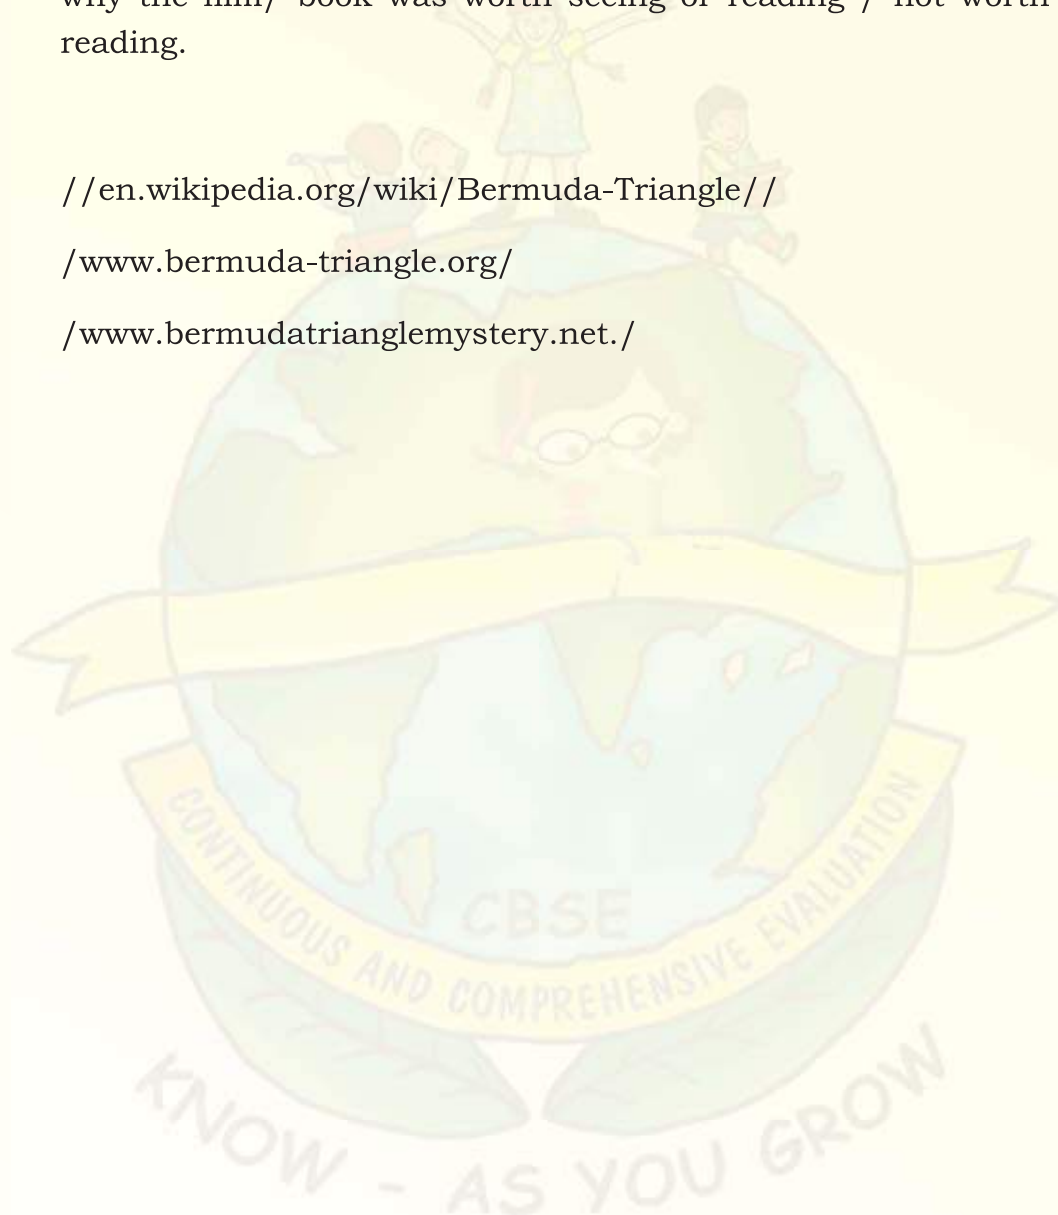 why the film/ book was worth seeing or reading / not worth
reading.
//en.wikipedia.org/wiki/Bermuda-Triangle//
/www.bermuda-triangle.org/
/www.bermudatrianglemystery.net./
CBSE
CONTINUOUS AND COMPREHENSIVE EVALUATION
KNOW - AS YOU GROW